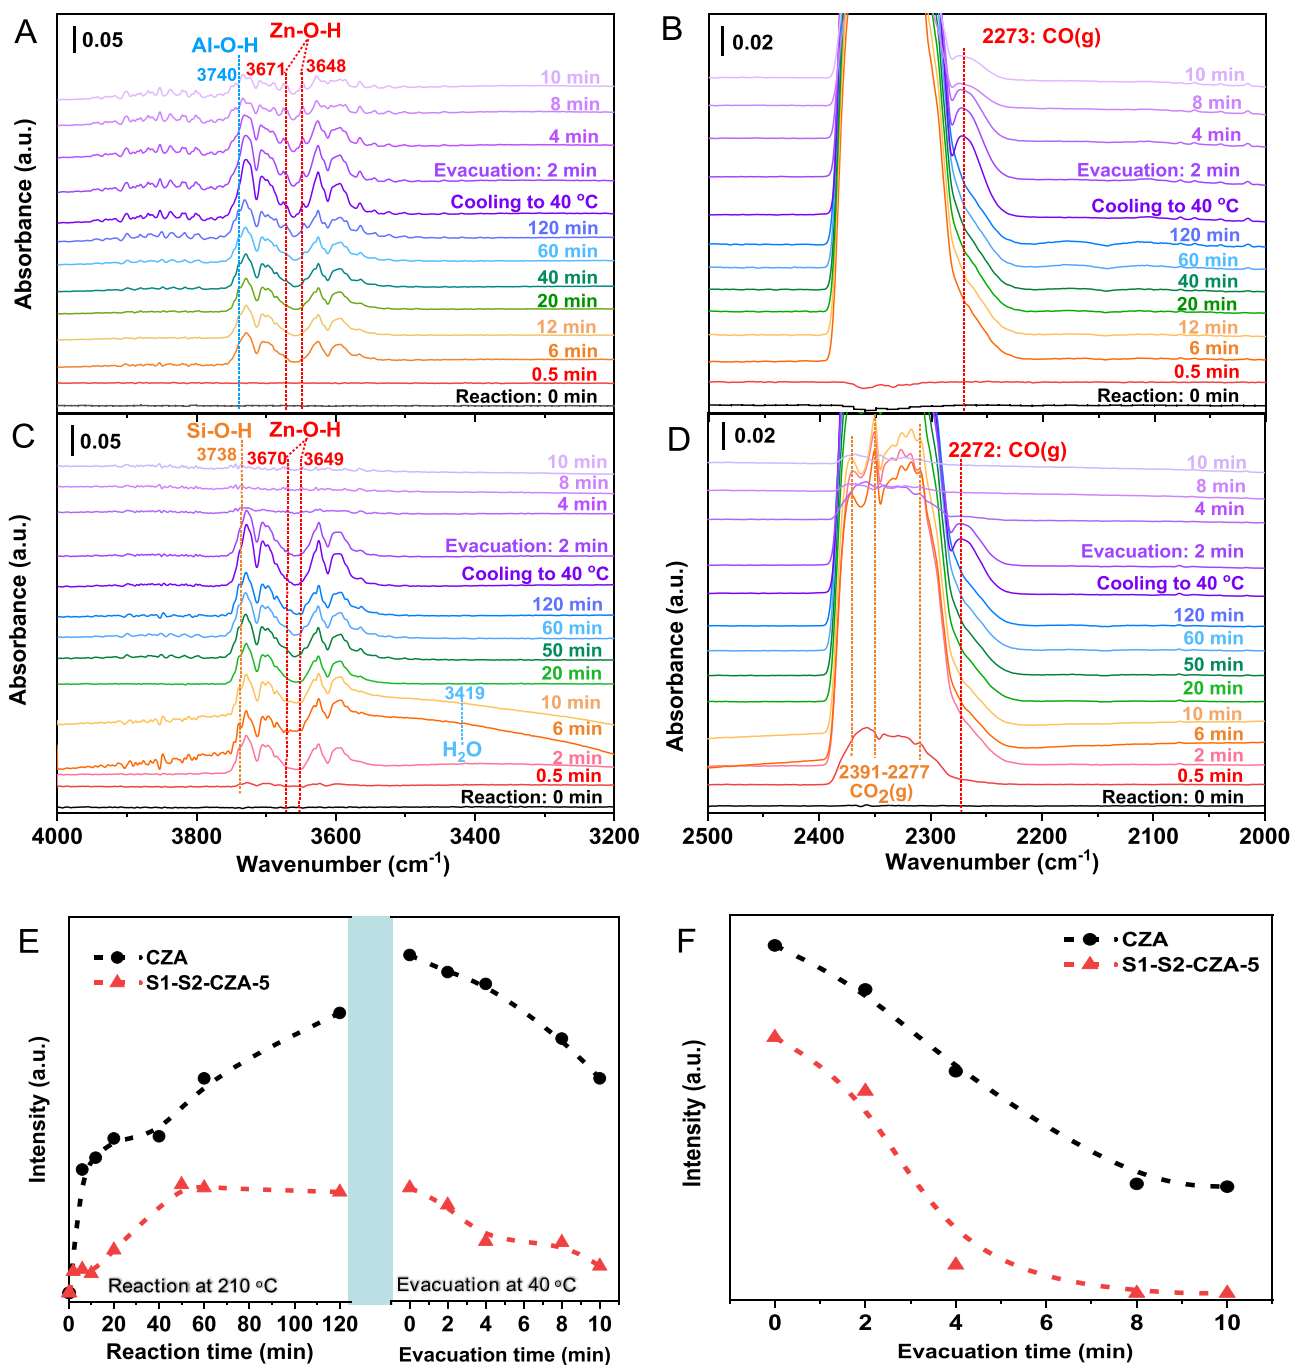 A
0.05
Al-O-H
3740
Zn-O-H
3671
3648
10 min
8 min
4 min
Evacuation: 2 min
Cooling to 40 °C
120 min
60 min
40 min
20 min
12 min
6 min
0.5 min
Reaction: 0 min
Absorbance (a.u.)
B
0.02
2273: CO(g)
10 min
8 min
4 min
Evacuation: 2 min
Cooling to 40 °C
120 min
60 min
40 min
20 min
12 min
6 min
0.5 min
Reaction: 0 min
Absorbance (a.u.)
C
0.05
Si-O-H
3738
Zn-O-H
3670
3649
10 min
8 min
4 min
Evacuation: 2 min
Cooling to 40 °C
120 min
60 min
50 min
20 min
3419
10 min
6 min
H₂O
2 min
0.5 min
Reaction: 0 min
Absorbance (a.u.)
4000 3800 3600 3400 3200
Wavenumber (cm⁻¹)
D
0.02
2272: CO(g)
10 min
8 min
4 min
Evacuation: 2 min
Cooling to 40 °C
120 min
60 min
50 min
20 min
10 min
6 min
2 min
0.5 min
2391-2277
CO₂(g)
Reaction: 0 min
Absorbance (a.u.)
2500 2400 2300 2200 2100 2000
Wavenumber (cm⁻¹)
E
CZA
S1-S2-CZA-5
Intensity (a.u.)
Reaction at 210 °C
Evacuation at 40 °C
0 20 40 60 80 100 120
0 2 4 6 8 10
Reaction time (min)
Evacuation time (min)
F
CZA
S1-S2-CZA-5
Intensity (a.u.)
0 2 4 6 8 10
Evacuation time (min)